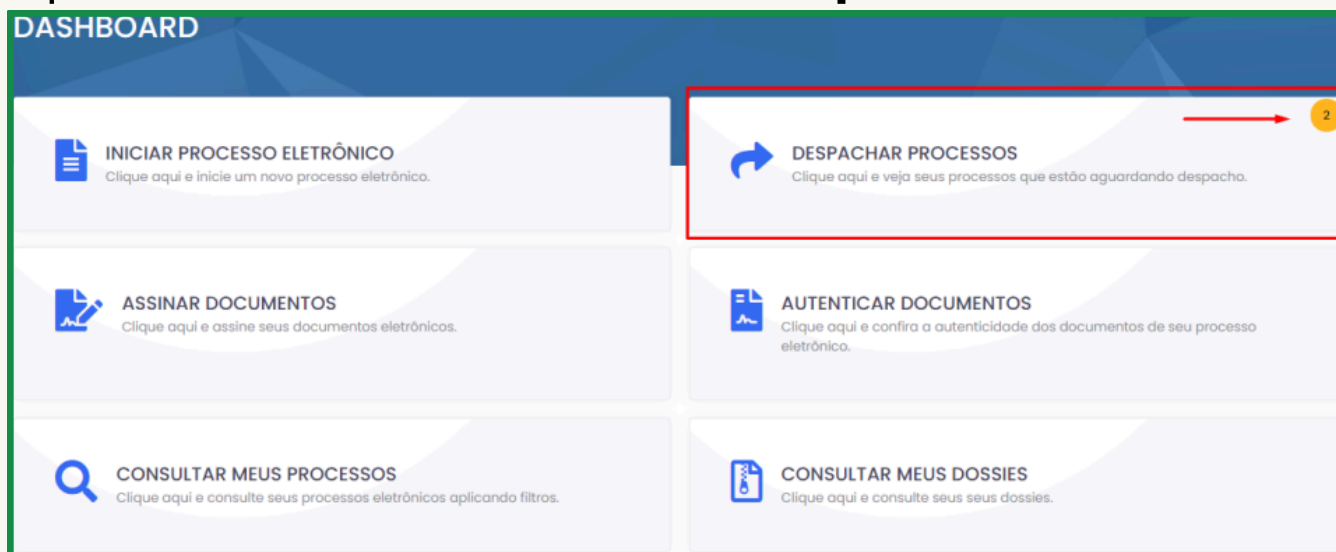 DASHBOARD
2
INICIAR PROCESSO ELETRÔNICO
Clique aqui e inicie um novo processo eletrônico.
DESPACHAR PROCESSOS
Clique aqui e veja seus processos que estão aguardando despacho.
ASSINAR DOCUMENTOS
Clique aqui e assine seus documentos eletrônicos.
AUTENTICAR DOCUMENTOS
Clique aqui e confira a autenticidade dos documentos de seu processo
eletrônico.
CONSULTAR MEUS PROCESSOS
Clique aqui e consulte seus processos eletrônicos aplicando filtros.
CONSULTAR MEUS DOSSIES
Clique aqui e consulte seus seus dossies.